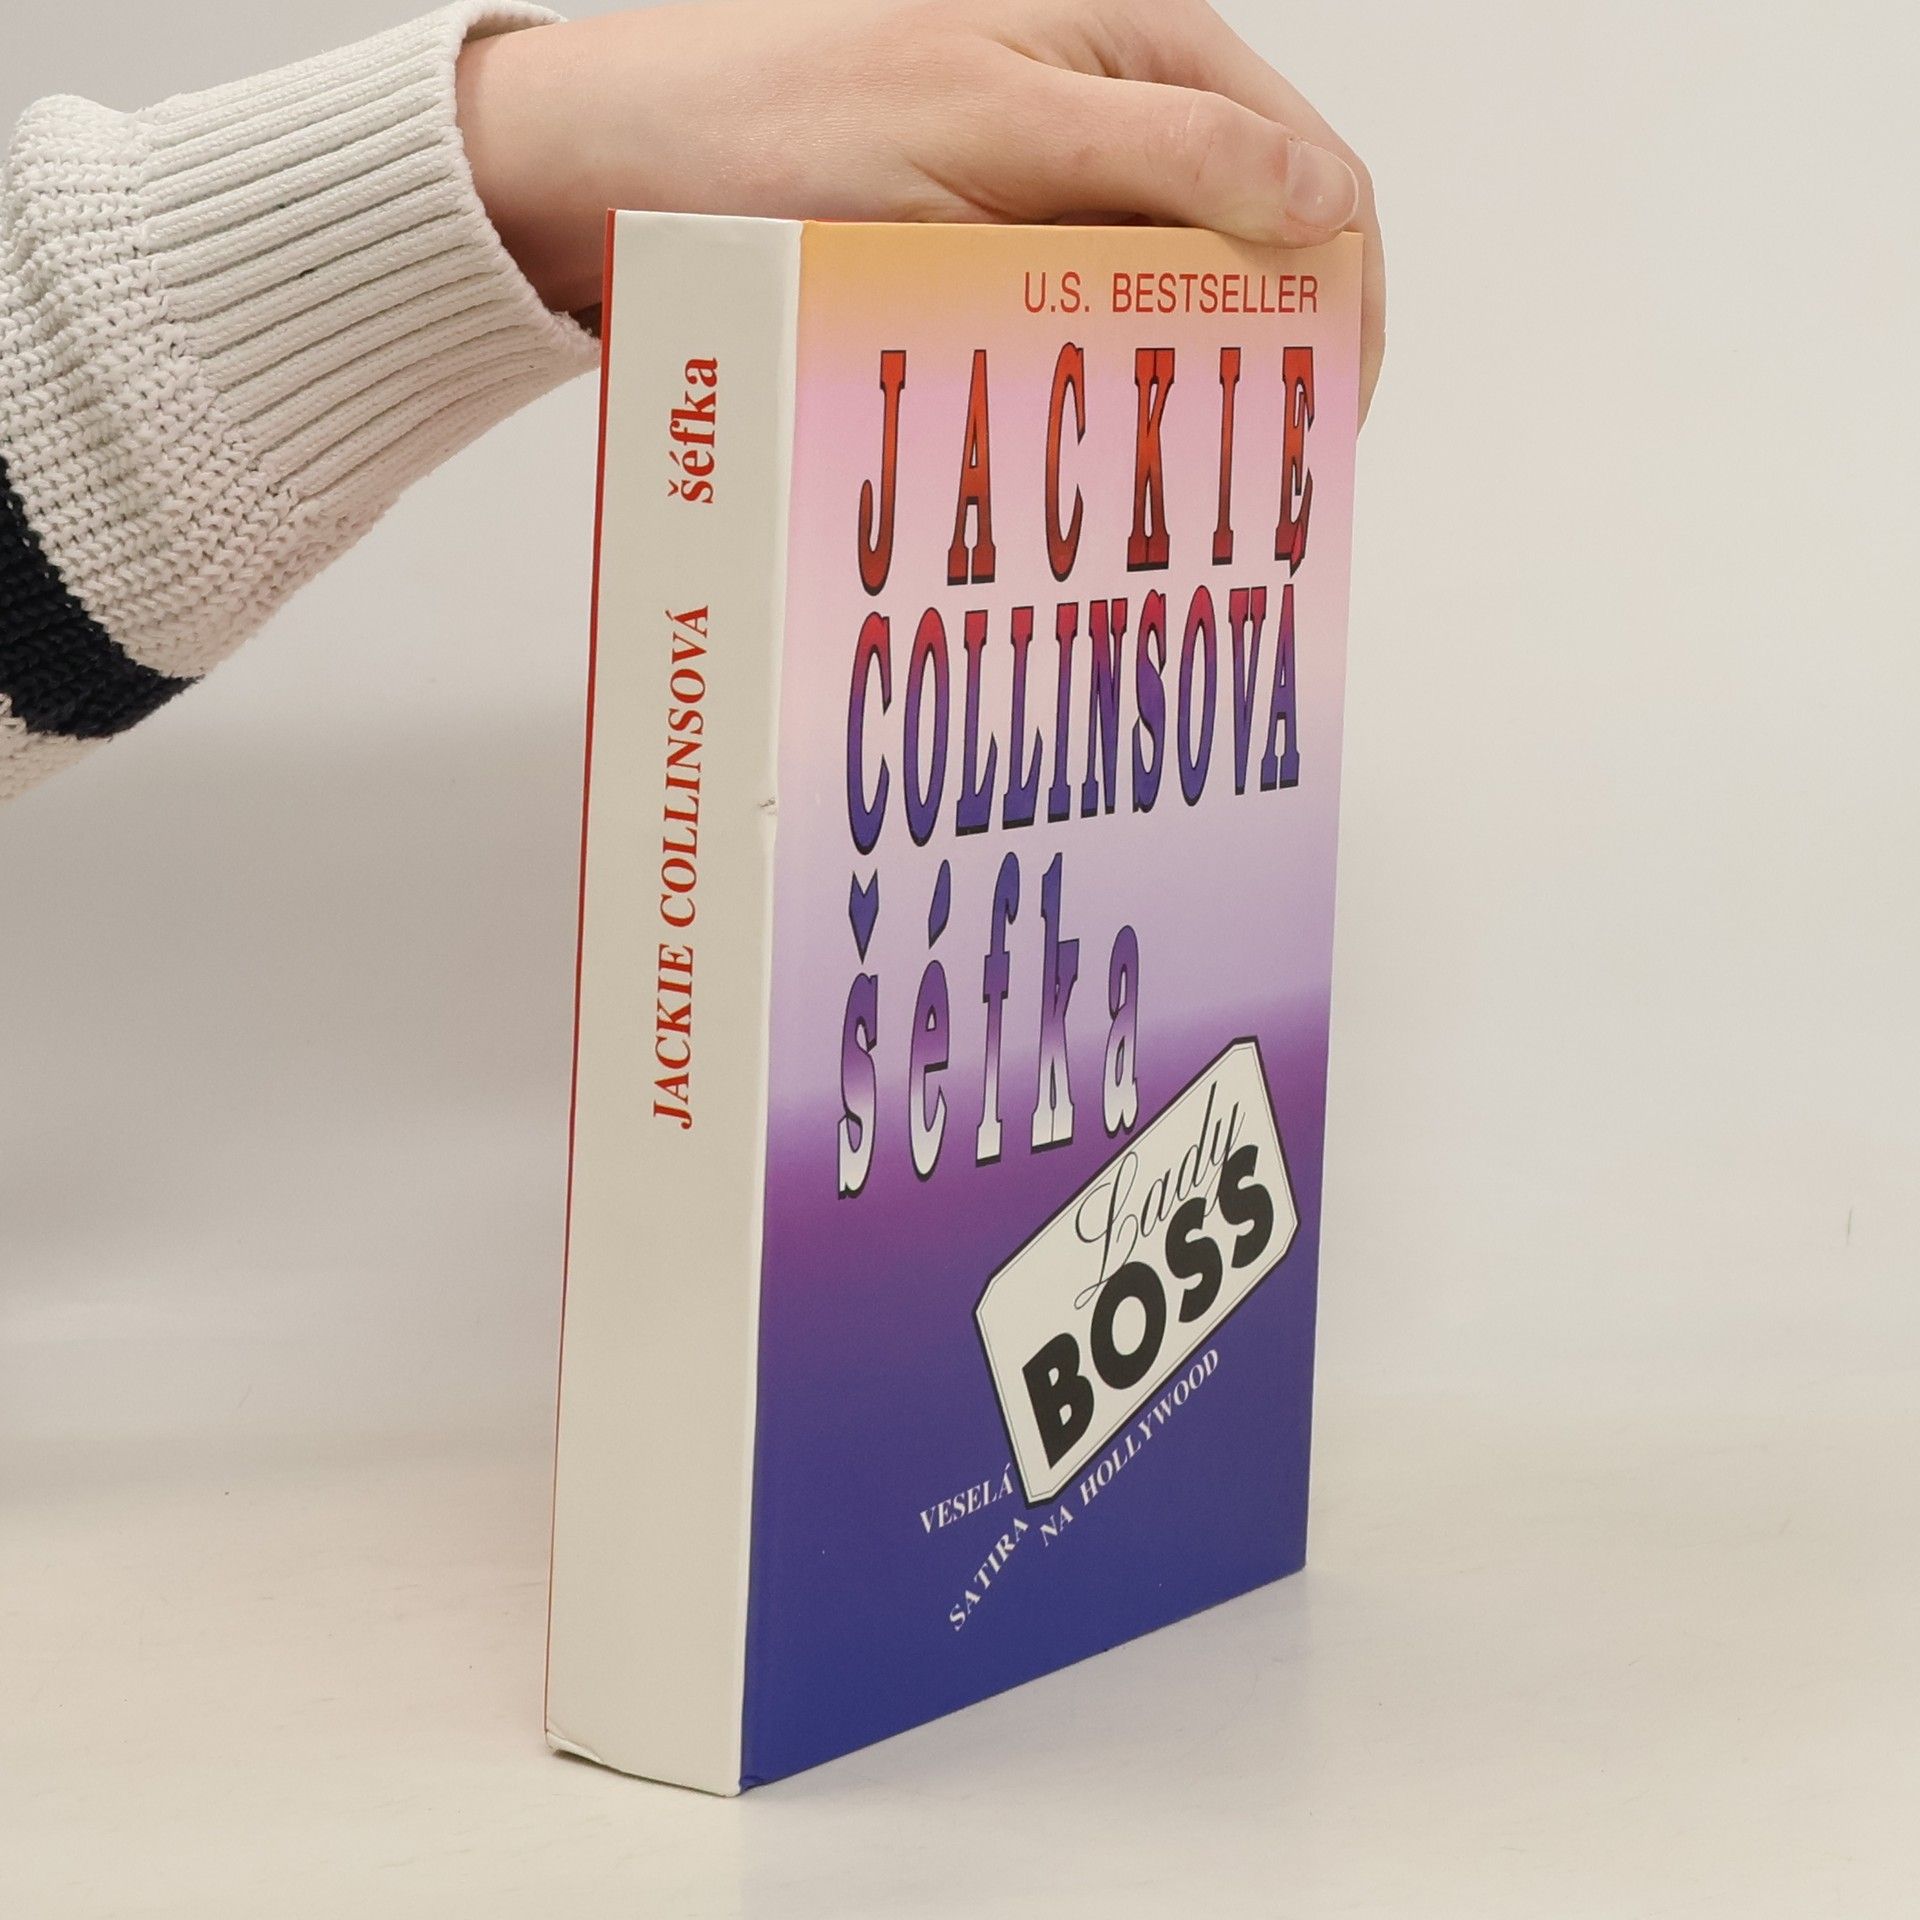 JACKIE COLLINSOVÁ šéfka
U.S. BESTSELLER
JACKIE
COLLINSOVÁ
šéfka
Lady
BOSS
VESELÁ
SATIRA
NA HOLLYWOOD